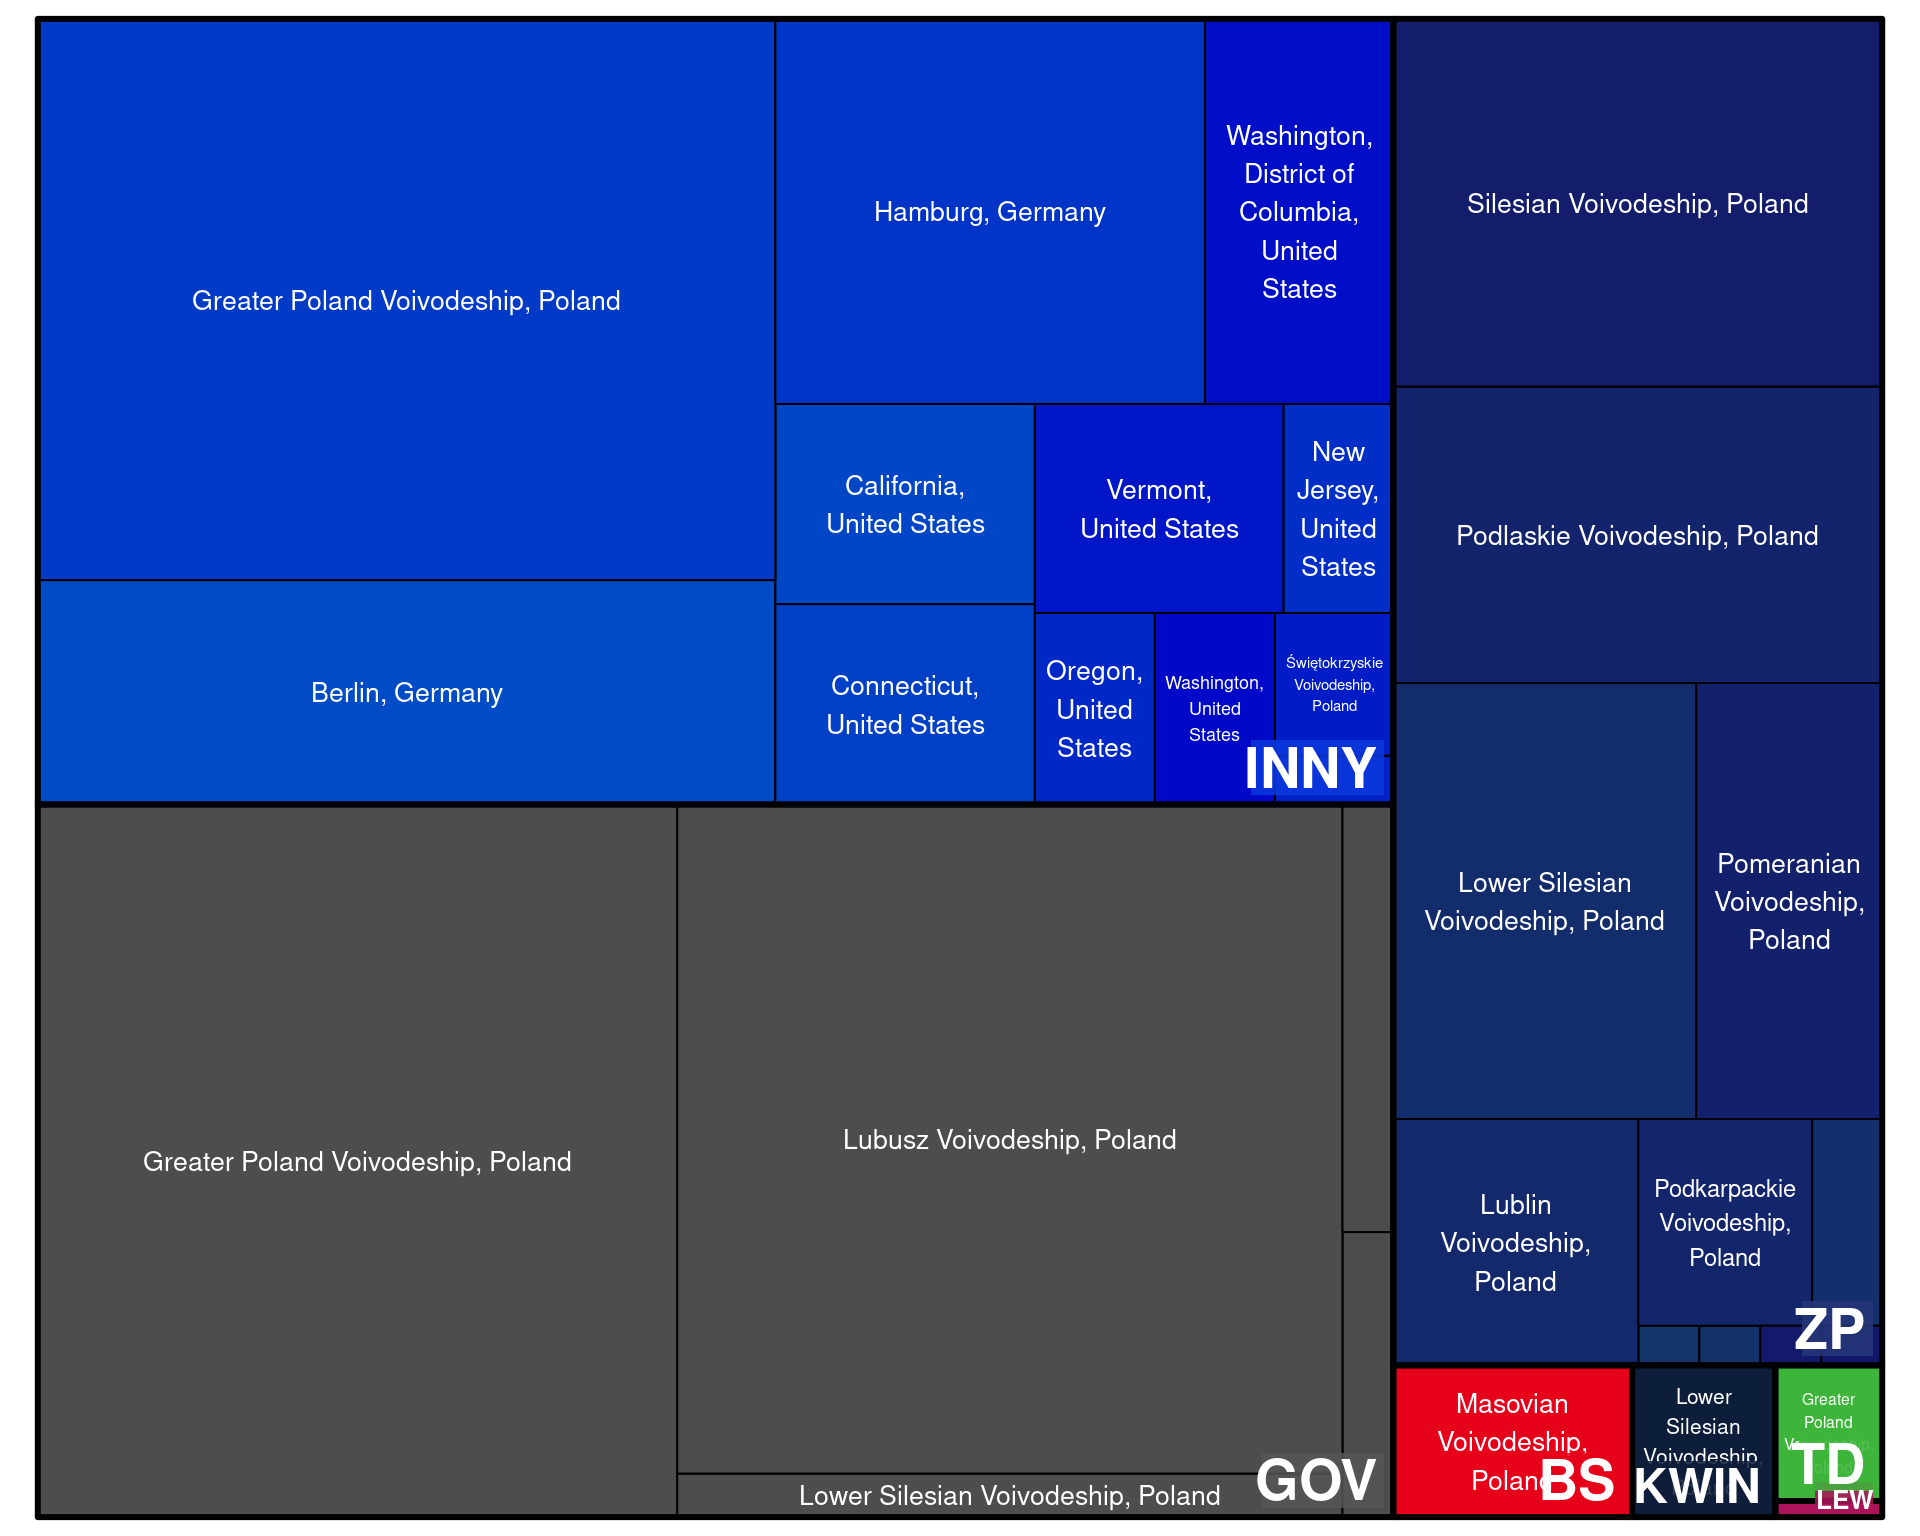 Greater Poland Voivodeship, Poland
Hamburg, Germany
Washington,
District of
Columbia,
United
States
Berlin, Germany
California,
United States
Connecticut,
United States
Vermont,
United States
New
Jersey,
United
States
Oregon,
United
States
Washington,
United
States
Świętokrzyskie
Voivodeship,
Poland
INNY
Greater Poland Voivodeship, Poland
Lubusz Voivodeship, Poland
Lower Silesian Voivodeship, Poland
GOV
Silesian Voivodeship, Poland
Podlaskie Voivodeship, Poland
Lower Silesian
Voivodeship, Poland
Pomeranian
Voivodeship,
Poland
Lublin
Voivodeship,
Poland
Podkarpackie
Voivodeship,
Poland
ZP
Masovian
Voivodeship,
Poland
BS
Lower
Silesian
Voivodeship,
KWIN
Greater
Poland
TD
LEW